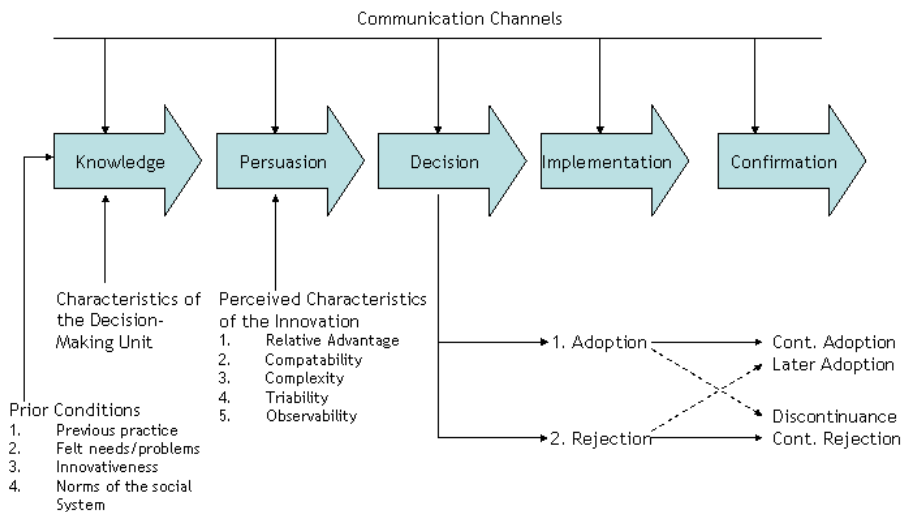 Communication Channels
Knowledge
Persuasion
Decision
Implementation
Confirmation
Characteristics of
the Decision-
Making Unit
Perceived Characteristics
of the Innovation
1. Relative Advantage
2. Compatability
3. Complexity
4. Triability
5. Observability
Prior Conditions
1. Previous practice
2. Felt needs/problems
3. Innovativeness
4. Norms of the social
System
1. Adoption
2. Rejection
Cont. Adoption
Later Adoption
Discontinuance
Cont. Rejection